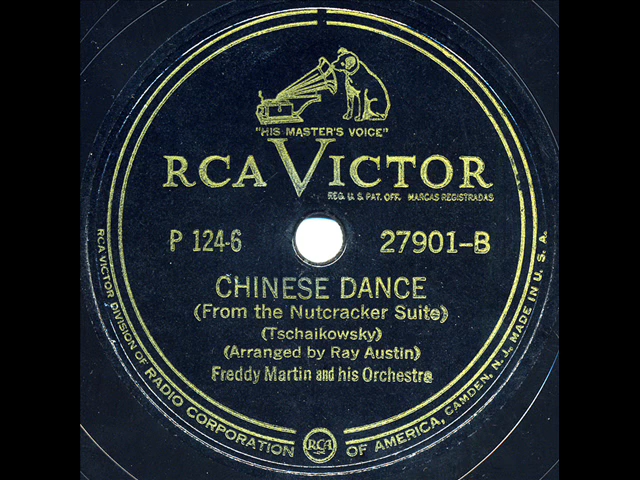 "HIS MASTER'S VOICE"
RCA VICTOR
REG. U. S. PAT. OFF. MARCAS REGISTRADAS
P 124-6
27901-B
CHINESE DANCE
(From the Nutcracker Suite)
(Tschaikowsky)
(Arranged by Ray Austin)
Freddy Martin and his Orchestra
RCA VICTOR DIVISION OF RADIO CORPORATION OF AMERICA, CAMDEN, N. J., MADE IN U. S. A.
RCA